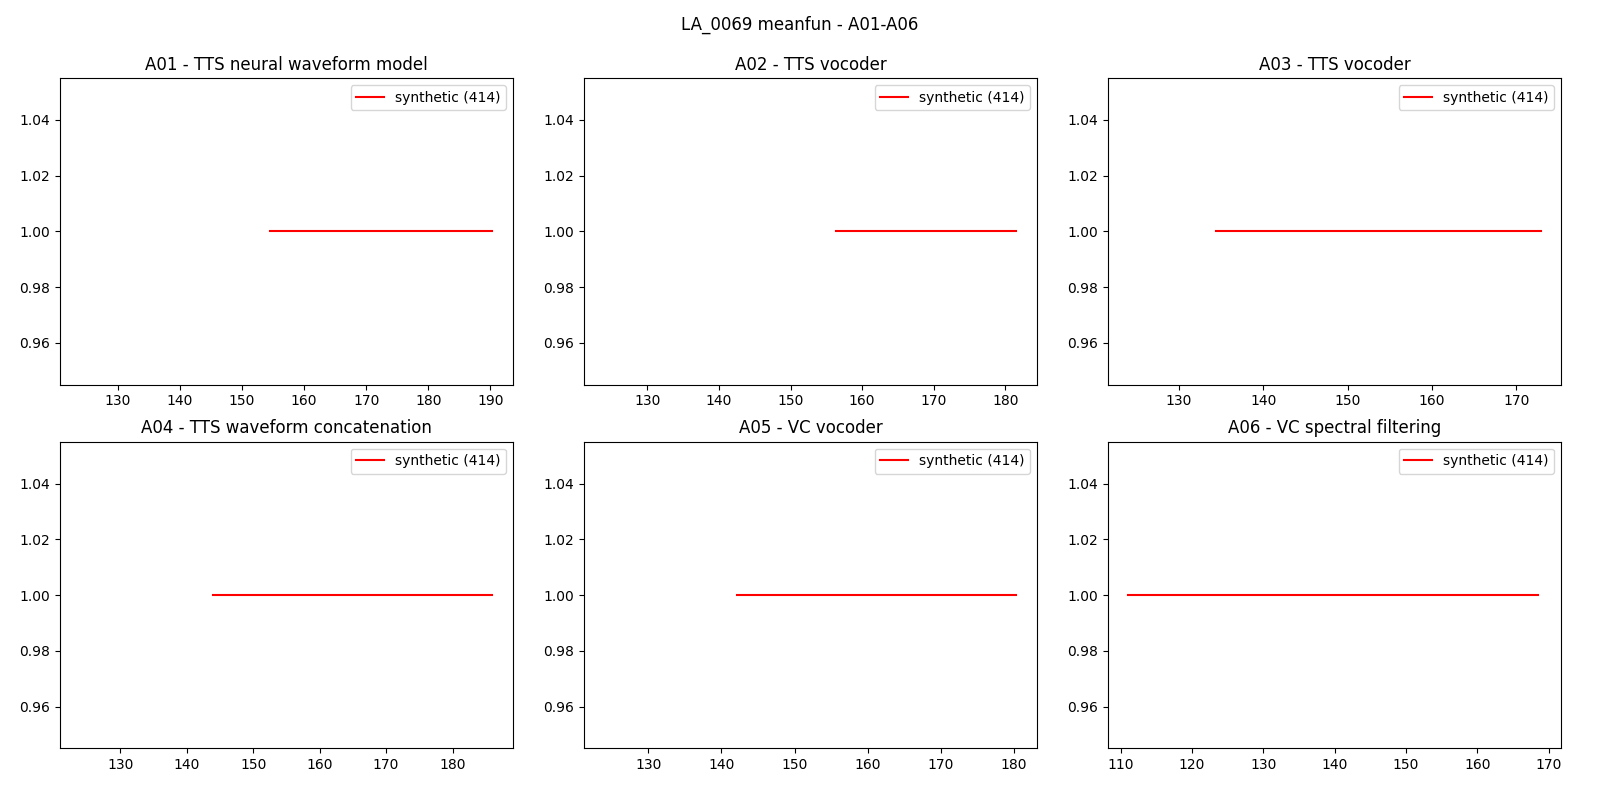 LA_0069 meanfun - A01-A06
A01 - TTS neural waveform model
synthetic (414)
1.04
1.02
1.00
0.98
0.96
130 140 150 160 170 180 190
A02 - TTS vocoder
synthetic (414)
1.04
1.02
1.00
0.98
0.96
130 140 150 160 170 180
A03 - TTS vocoder
synthetic (414)
1.04
1.02
1.00
0.98
0.96
130 140 150 160 170
A04 - TTS waveform concatenation
synthetic (414)
1.04
1.02
1.00
0.98
0.96
130 140 150 160 170 180
A05 - VC vocoder
synthetic (414)
1.04
1.02
1.00
0.98
0.96
130 140 150 160 170 180
A06 - VC spectral filtering
synthetic (414)
1.04
1.02
1.00
0.98
0.96
110 120 130 140 150 160 170